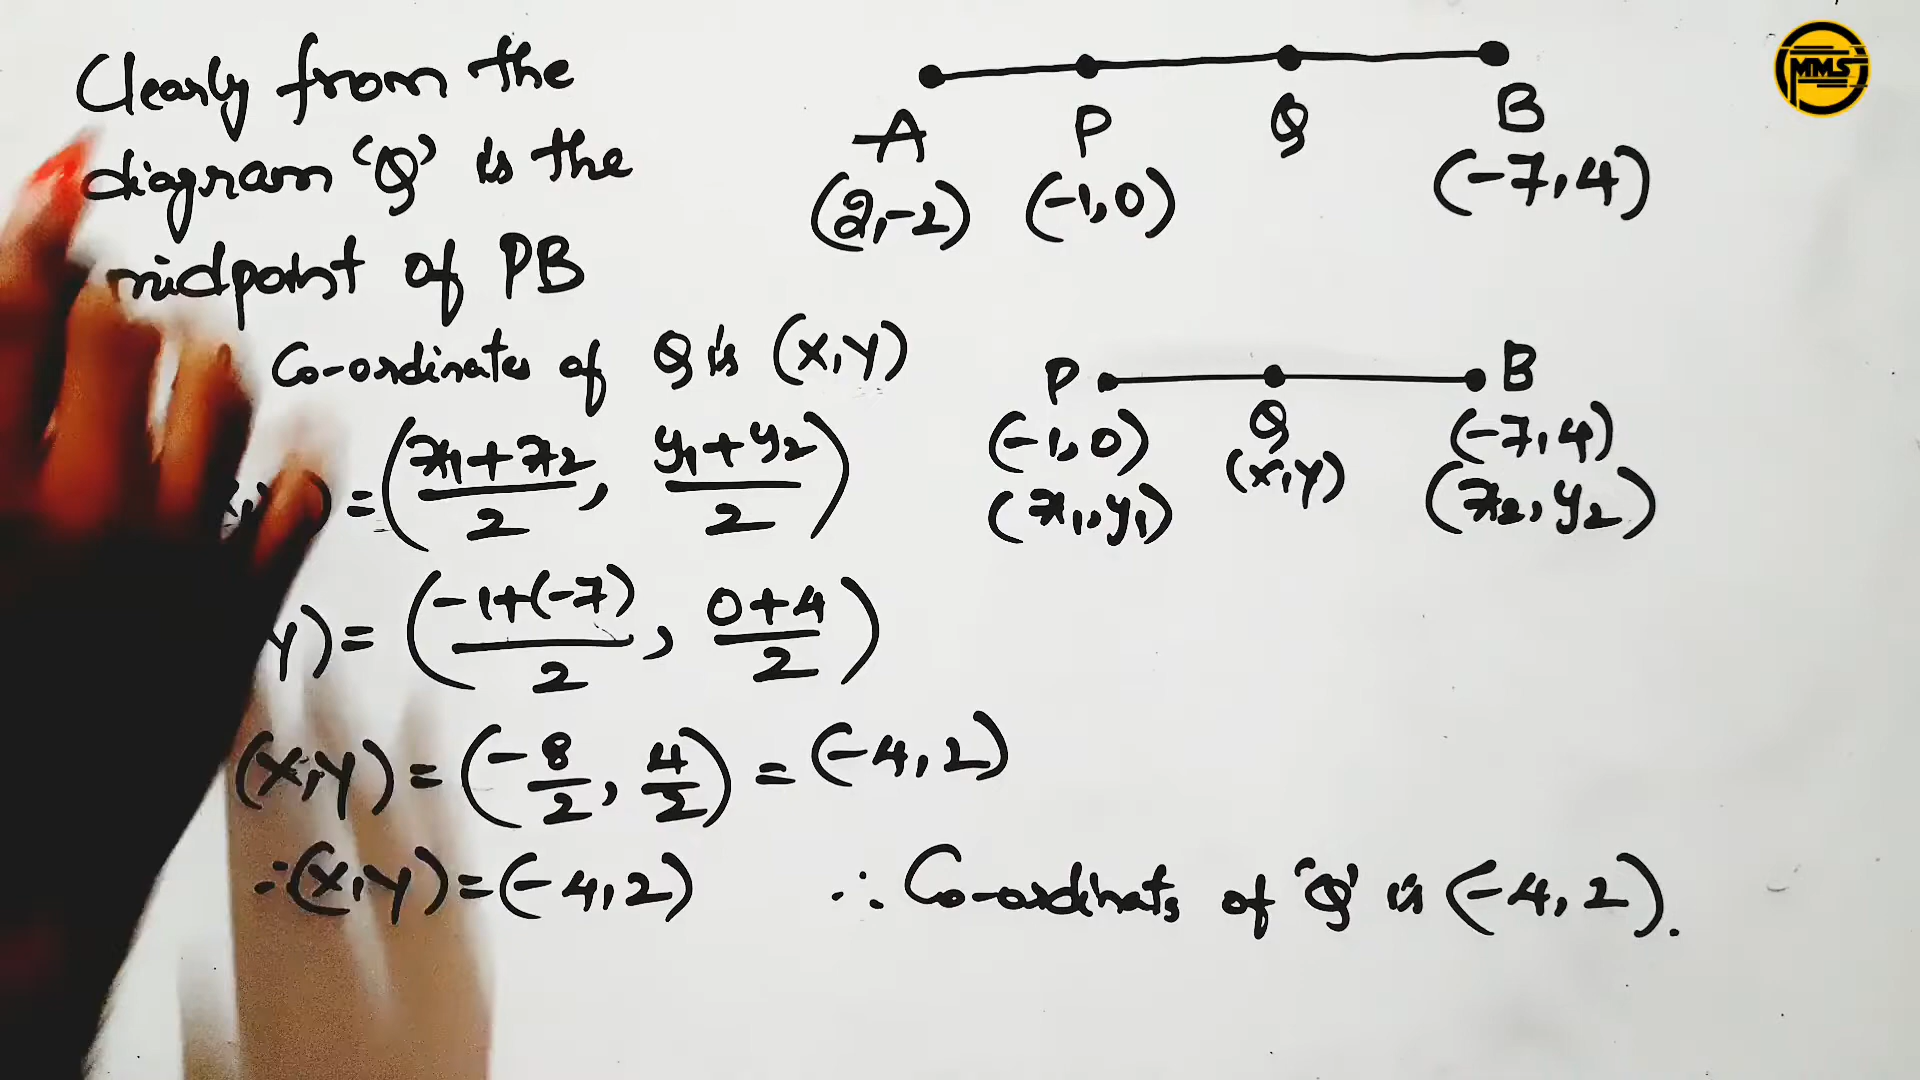 Clearly from the
diagram 'Q' is the
midpoint of PB
A P Q B
(2,-2) (-1,0) (-7,4)
Co-ordinates of Q is (x,y)
P Q B
(-1,0) (x,y) (-7,4)
(x1,y1) (x2,y2)
= (x1+x2/2, y1+y2/2)
y) = (-1+(-7)/2, 0+4/2)
(x,y) = (-8/2, 4/2) = (-4,2)
∴(x,y) = (-4,2)
∴ Co-ordinats of 'Q' is (-4,2).
MMS